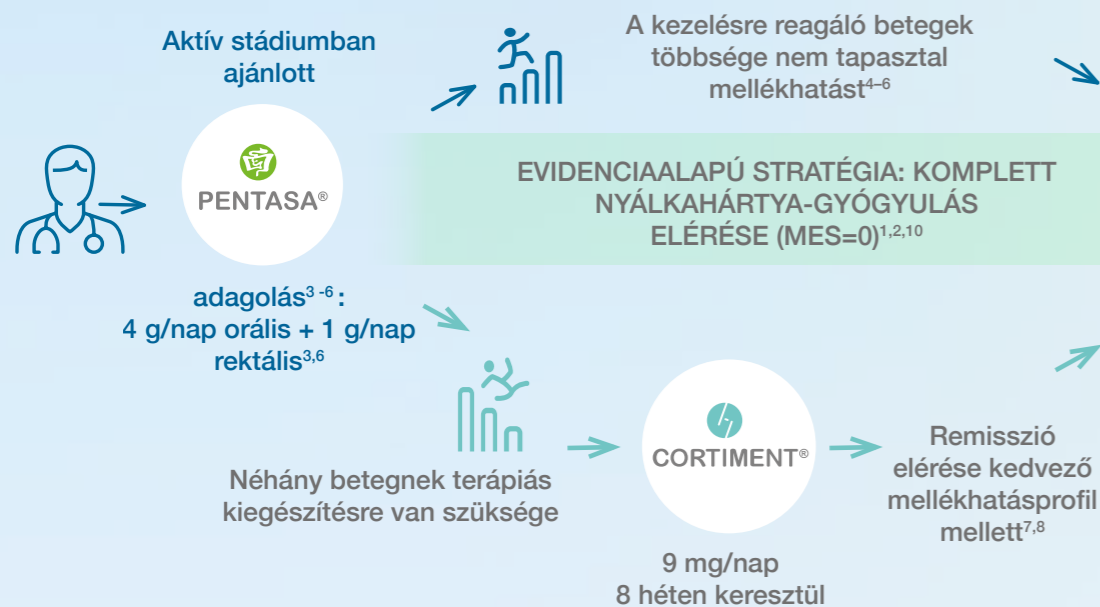 Aktív stádiumban
ajánlott
PENTASA®
adagolás³ ⁻⁶ :
4 g/nap orális + 1 g/nap
rektális³,⁶
A kezelésre reagáló betegek
többsége nem tapasztal
mellékhatást⁴⁻⁶
EVIDENCIAALAPÚ STRATÉGIA: KOMPLETT
NYÁLKAHÁRTYA-GYÓGYULÁS
ELÉRÉSE (MES=0)¹,²,¹⁰
Néhány betegnek terápiás
kiegészítésre van szüksége
CORTIMENT®
9 mg/nap
8 héten keresztül
Remisszió
elérése kedvező
mellékhatásprofil
mellett⁷,⁸